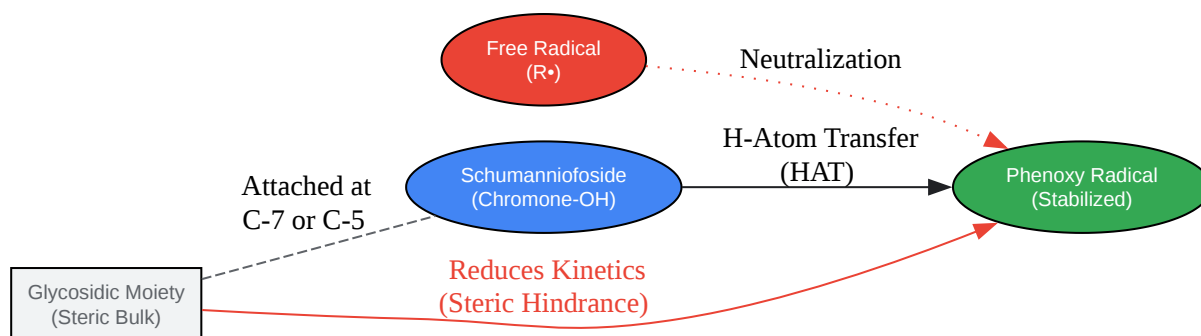 Free Radical
(R•)
Neutralization
H-Atom Transfer
(HAT)
Schumanniofoside
(Chromone-OH)
Phenoxy Radical
(Stabilized)
Attached at
C-7 or C-5
Reduces Kinetics
(Steric Hindrance)
Glycosidic Moiety
(Steric Bulk)